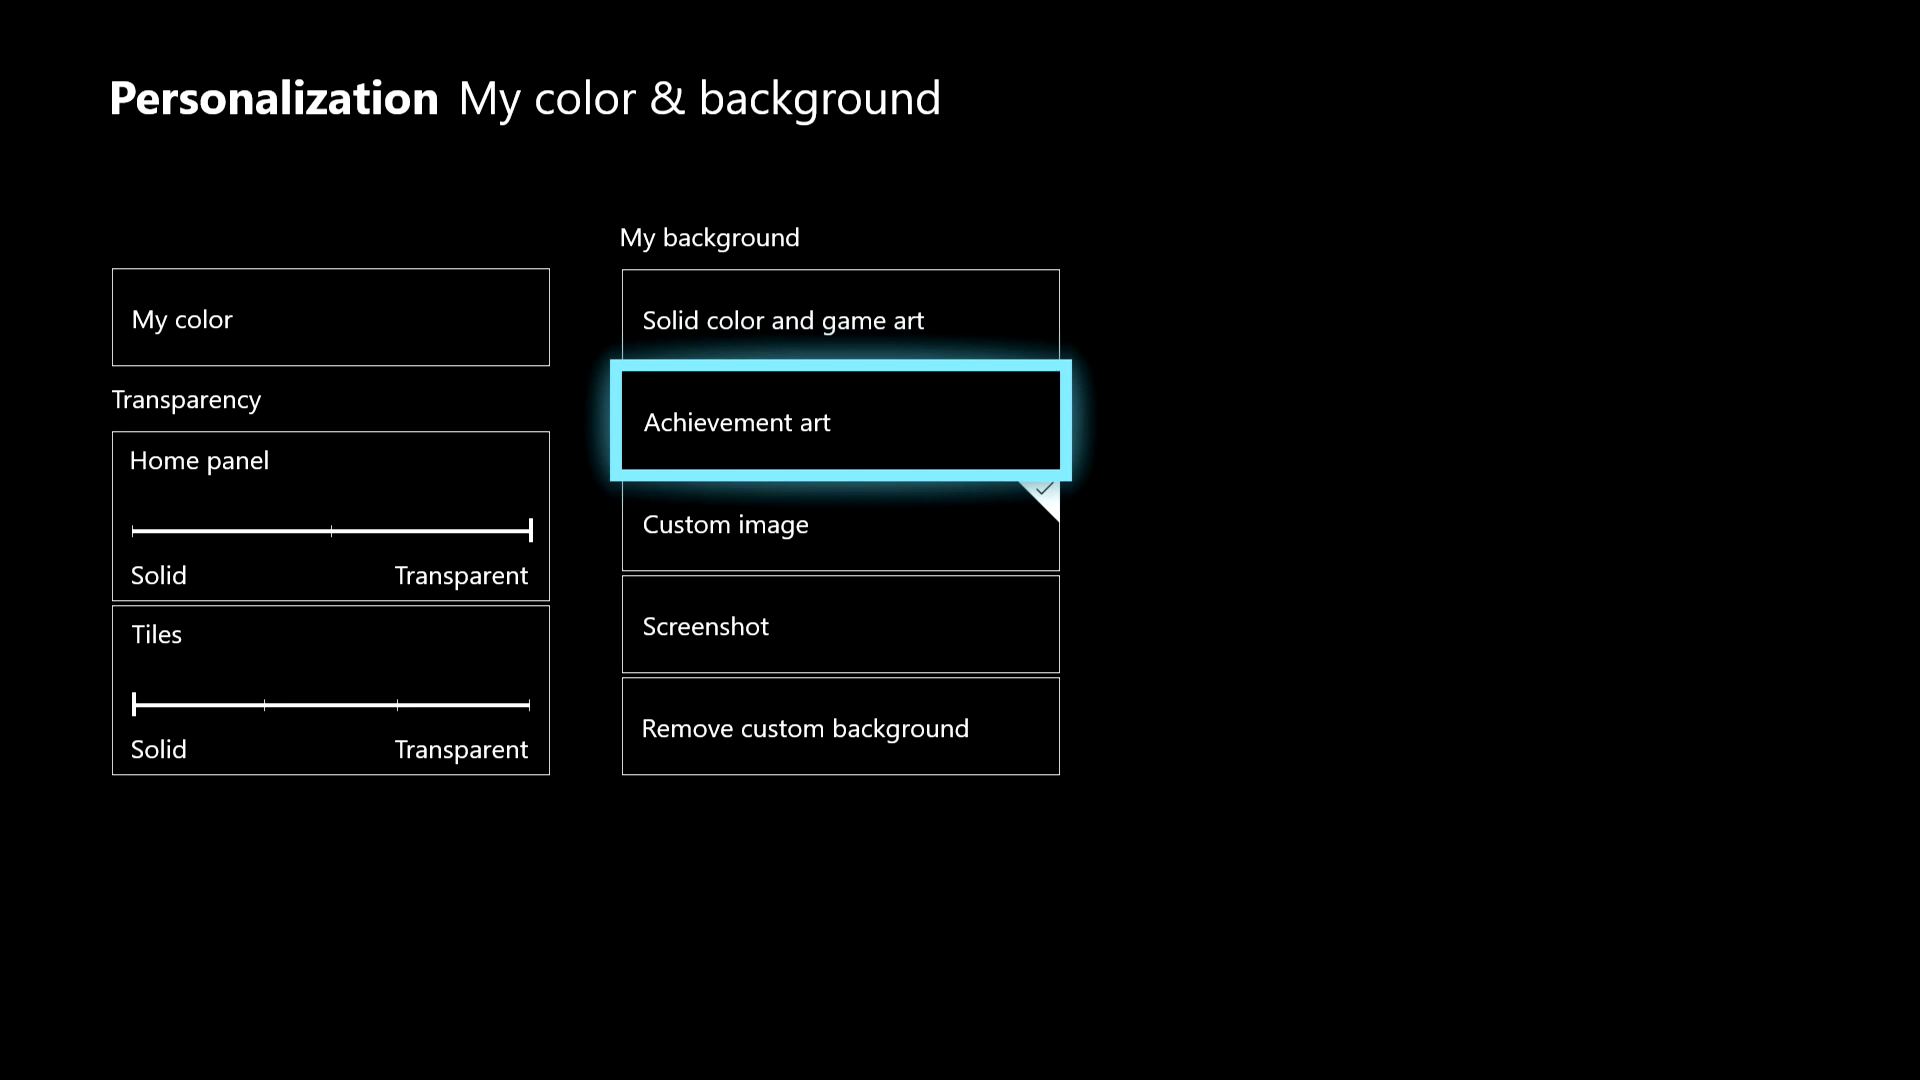 Personalization My color & background
My color
Transparency
Home panel
Solid Transparent
Tiles
Solid Transparent
My background
Solid color and game art
Achievement art
Custom image
Screenshot
Remove custom background